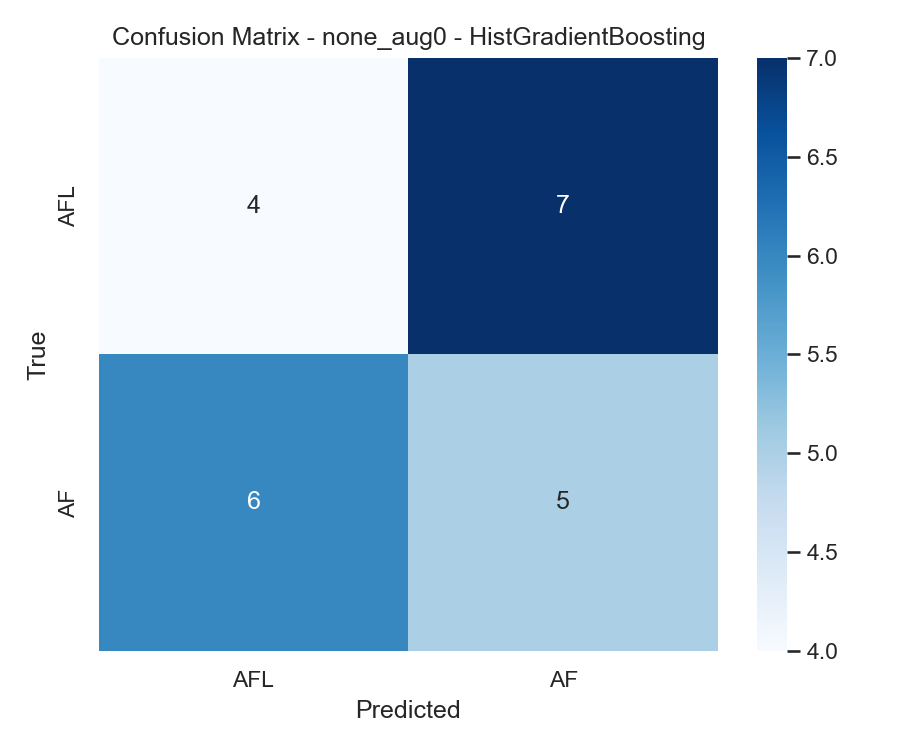 Confusion Matrix - none_aug0 - HistGradientBoosting
7.0
6.5
AFL
4
7
6.0
True
5.5
5.0
AF
6
5
4.5
4.0
AFL
AF
Predicted